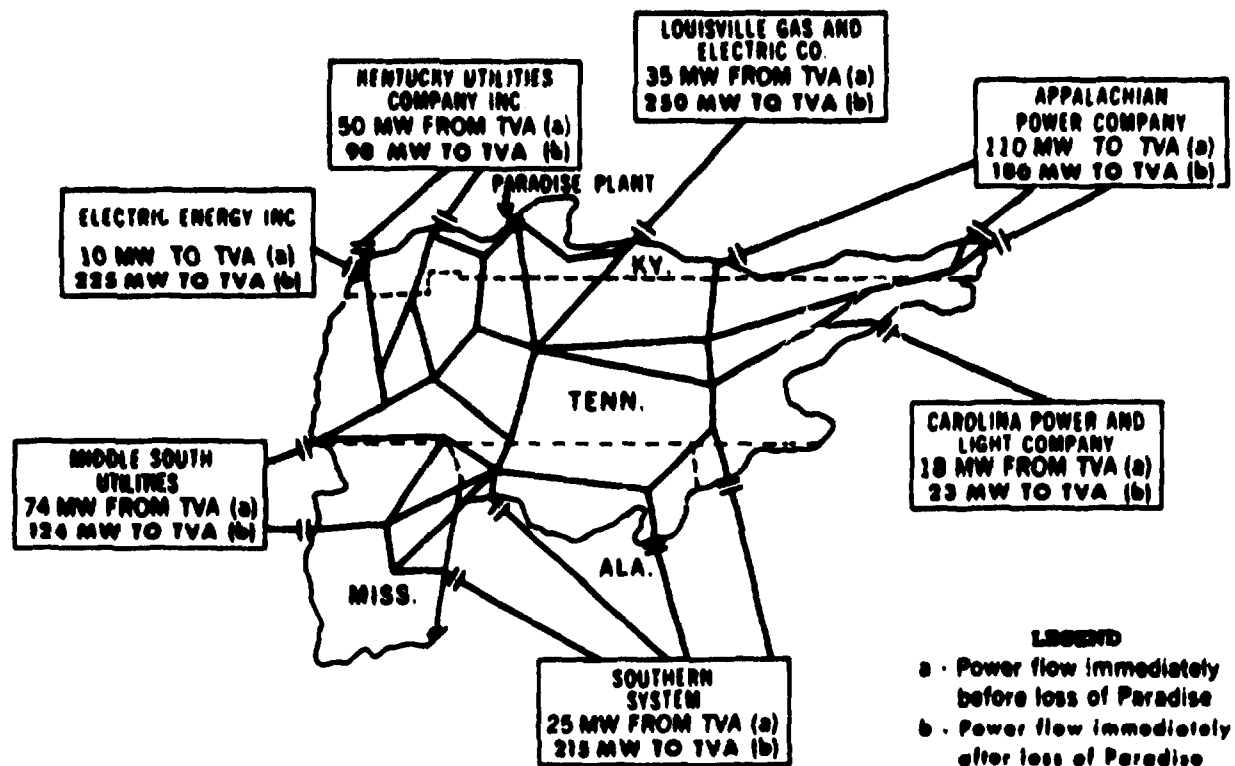 LOUISVILLE GAS AND
ELECTRIC CO.
35 MW FROM TVA (a)
250 MW TO TVA (b)
KENTUCKY UTILITIES
COMPANY INC
50 MW FROM TVA (a)
MW TO TVA (b)
APPALACHIAN
POWER COMPANY
110 MW TO TVA (a)
MW TO TVA (b)
PARADISE PLANT
ELECTRIC ENERGY INC
10 MW TO TVA (a)
225 MW TO TVA (b)
KY.
TENN.
CAROLINA POWER AND
LIGHT COMPANY
18 MW FROM TVA (a)
23 MW TO TVA (b)
MIDDLE SOUTH
UTILITIES
74 MW FROM TVA (a)
124 MW TO TVA (b)
ALA.
MISS.
SOUTHERN
SYSTEM
25 MW FROM TVA (a)
215 MW TO TVA (b)
LEGEND
a - Power flow immediately
before loss of Paradise
b - Power flow immediately
after loss of Paradise